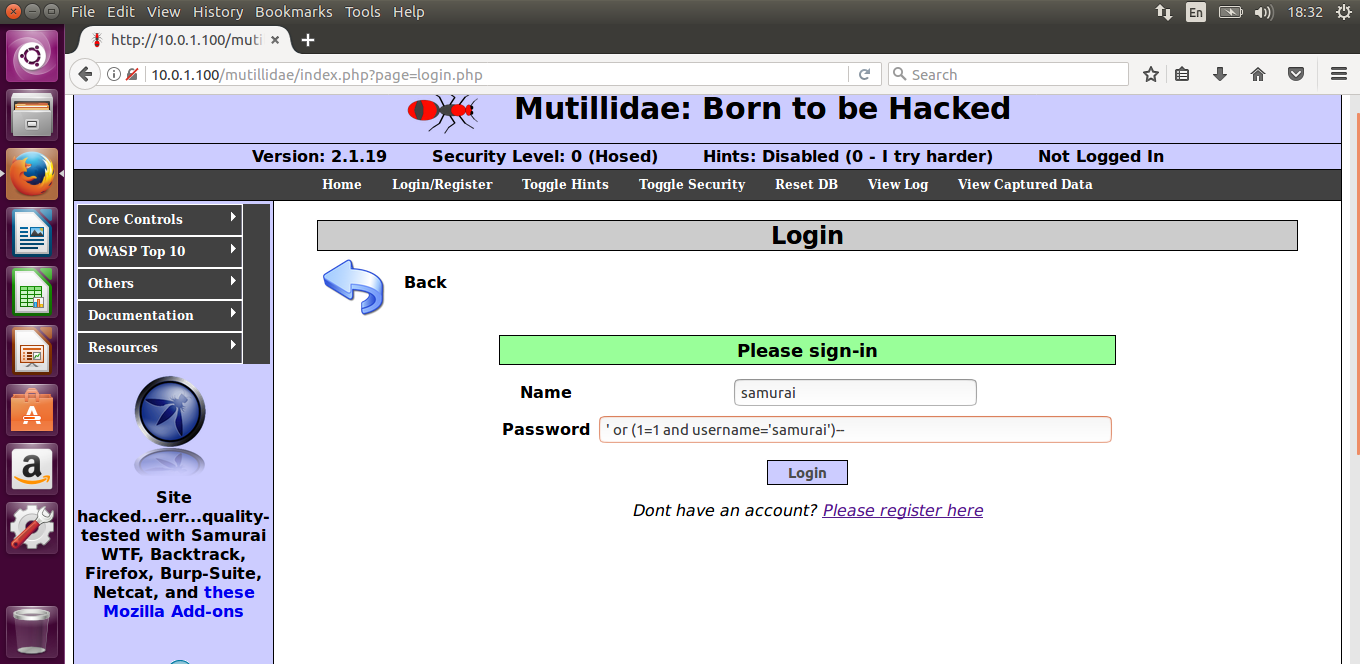 File Edit View History Bookmarks Tools Help
En 18:32
http://10.0.1.100/muti
10.0.1.100/mutillidae/index.php?page=login.php
Search
Mutillidae: Born to be Hacked
Version: 2.1.19 Security Level: 0 (Hosed) Hints: Disabled (0 - I try harder) Not Logged In
Home Login/Register Toggle Hints Toggle Security Reset DB View Log View Captured Data
Core Controls
OWASP Top 10
Others
Documentation
Resources
Site
hacked...err...quality-
tested with Samurai
WTF, Backtrack,
Firefox, Burp-Suite,
Netcat, and these
Mozilla Add-ons
Login
Back
Please sign-in
Name samurai
Password ' or (1=1 and username='samurai')--
Login
Dont have an account? Please register here